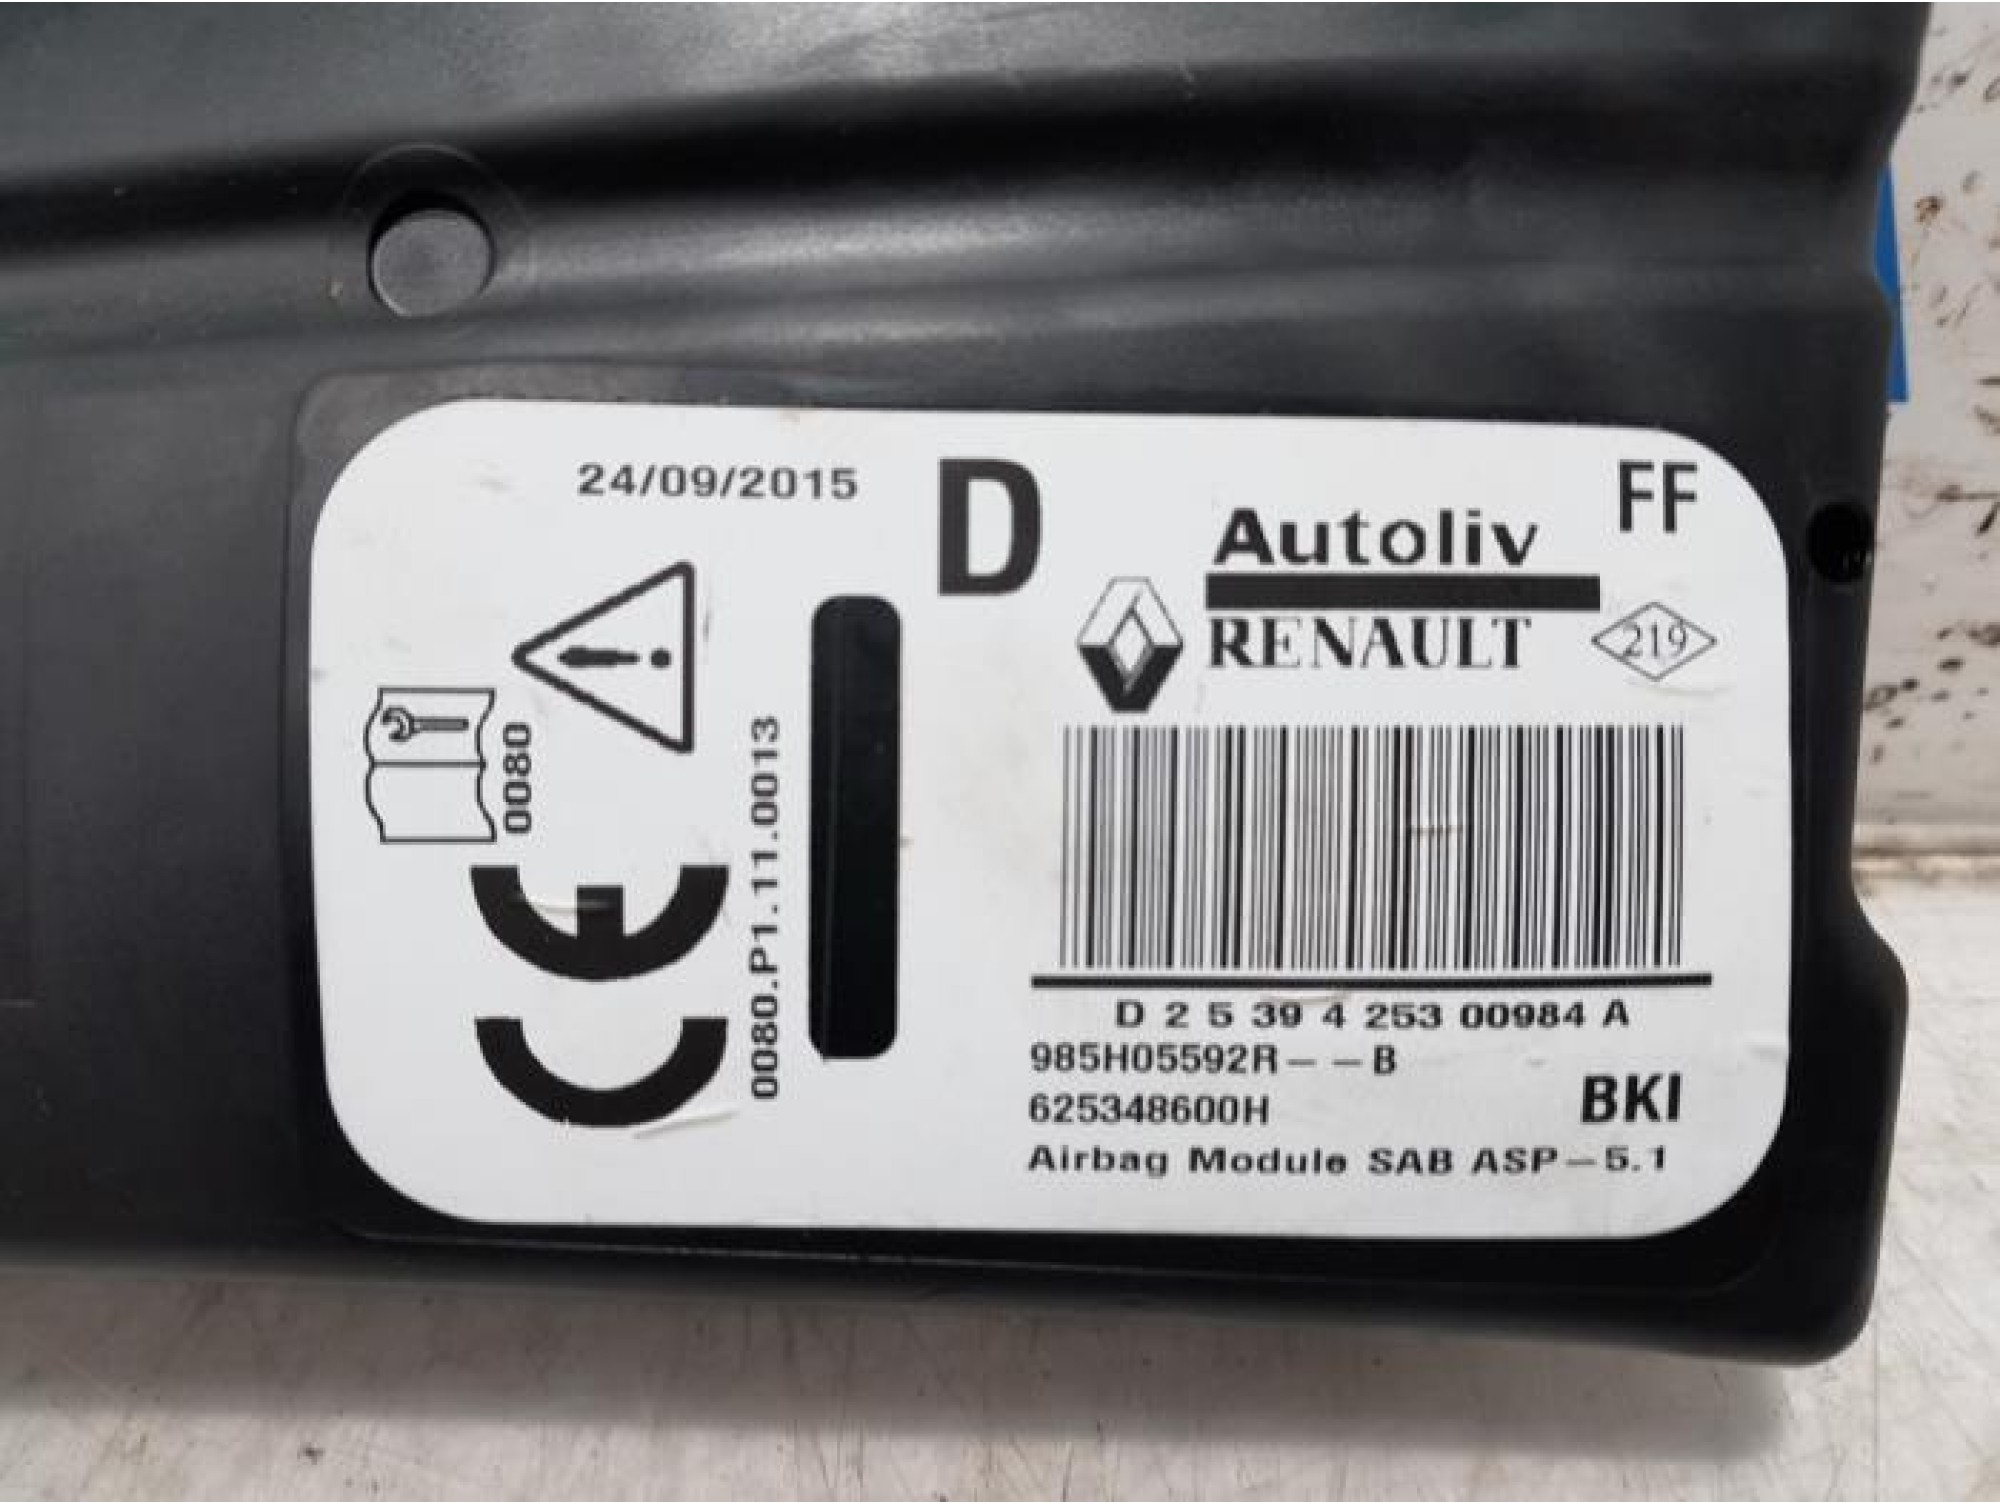 24/09/2015
D
FF
Autoliv
RENAULT
219
0080
0080.P1.11.0013
CE
D 2 5 39 4 253 00984 A
985H05592R- -B
625348600H
BKI
Airbag Module SAB ASP-5.1